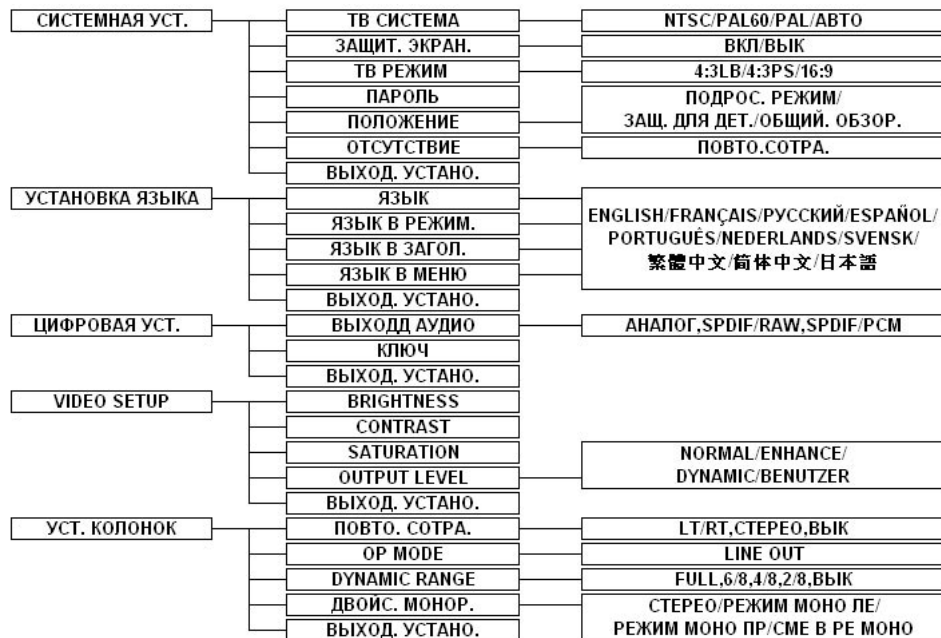 СИСТЕМНАЯ УСТ.
ТВ СИСТЕМА
NTSC/PAL60/PAL/АВТО
ЗАЩИТ. ЭКРАН.
ВКЛ/ВЫК
ТВ РЕЖИМ
4:3LB/4:3PS/16:9
ПАРОЛЬ
ПОЛОЖЕНИЕ
ПОДРОС. РЕЖИМ/
ЗАЩ. ДЛЯ ДЕТ./ОБЩИЙ. ОБЗОР.
ОТСУТСТВИЕ
ПОВТО.СОТРА.
ВЫХОД. УСТАНО.
УСТАНОВКА ЯЗЫКА
ЯЗЫК
ЯЗЫК В РЕЖИМ.
ЯЗЫК В ЗАГОЛ.
ЯЗЫК В МЕНЮ
ENGLISH/FRANÇAIS/РУССКИЙ/ESPAÑOL/
PORTUGUÊS/NEDERLANDS/SVENSK/
繁體中文/简体中文/日本語
ВЫХОД. УСТАНО.
ЦИФРОВАЯ УСТ.
ВЫХОДД АУДИО
АНАЛОГ,SPDIF/RAW,SPDIF/PCM
КЛЮЧ
ВЫХОД. УСТАНО.
VIDEO SETUP
BRIGHTNESS
CONTRAST
SATURATION
OUTPUT LEVEL
NORMAL/ENHANCE/
DYNAMIC/BENUTZER
ВЫХОД. УСТАНО.
УСТ. КОЛОНОК
ПОВТО. СОТРА.
LT/RT,СТЕРЕО,ВЫК
OP MODE
LINE OUT
DYNAMIC RANGE
FULL,6/8,4/8,2/8,ВЫК
ДВОЙС. МОНОР.
СТЕРЕО/РЕЖИМ МОНО ЛЕ/
РЕЖИМ МОНО ПР/СМЕ В РЕ МОНО
ВЫХОД. УСТАНО.